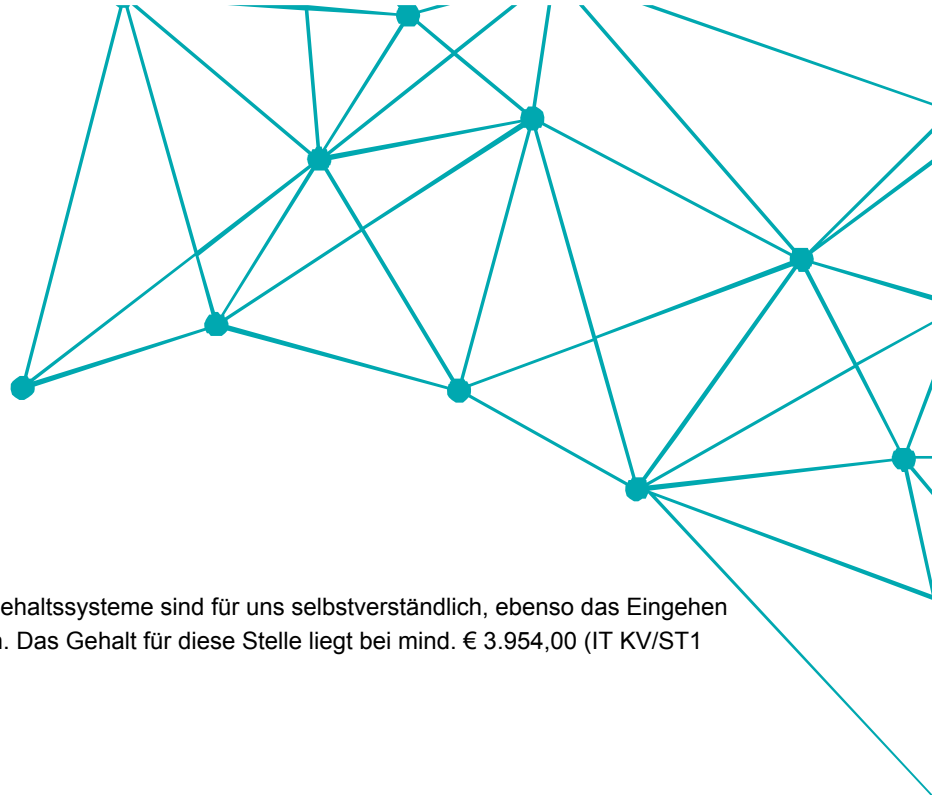 ehaltssysteme sind für uns selbstverständlich, ebenso das Eingehen
. Das Gehalt für diese Stelle liegt bei mind. € 3.954,00 (IT KV/ST1